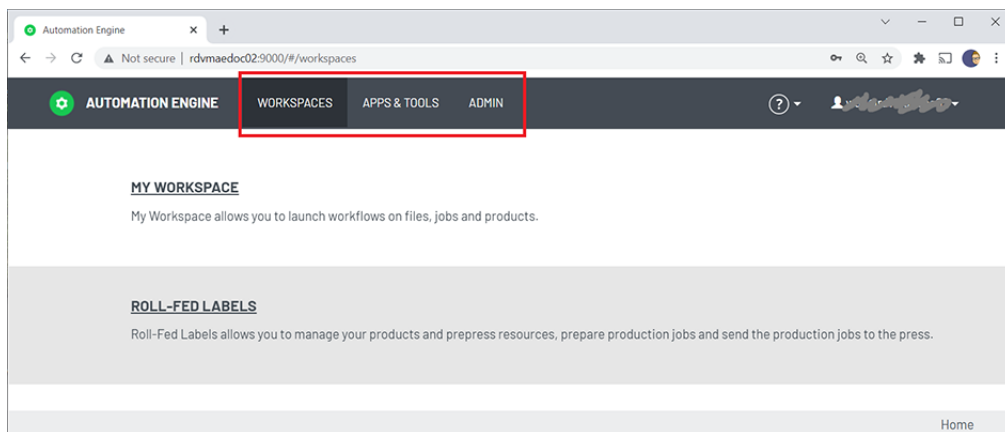 Automation Engine
Not secure | rdvmaedoc02:9000/#/workspaces
AUTOMATION ENGINE WORKSPACES APPS & TOOLS ADMIN
MY WORKSPACE
My Workspace allows you to launch workflows on files, jobs and products.
ROLL-FED LABELS
Roll-Fed Labels allows you to manage your products and prepress resources, prepare production jobs and send the production jobs to the press.
Home